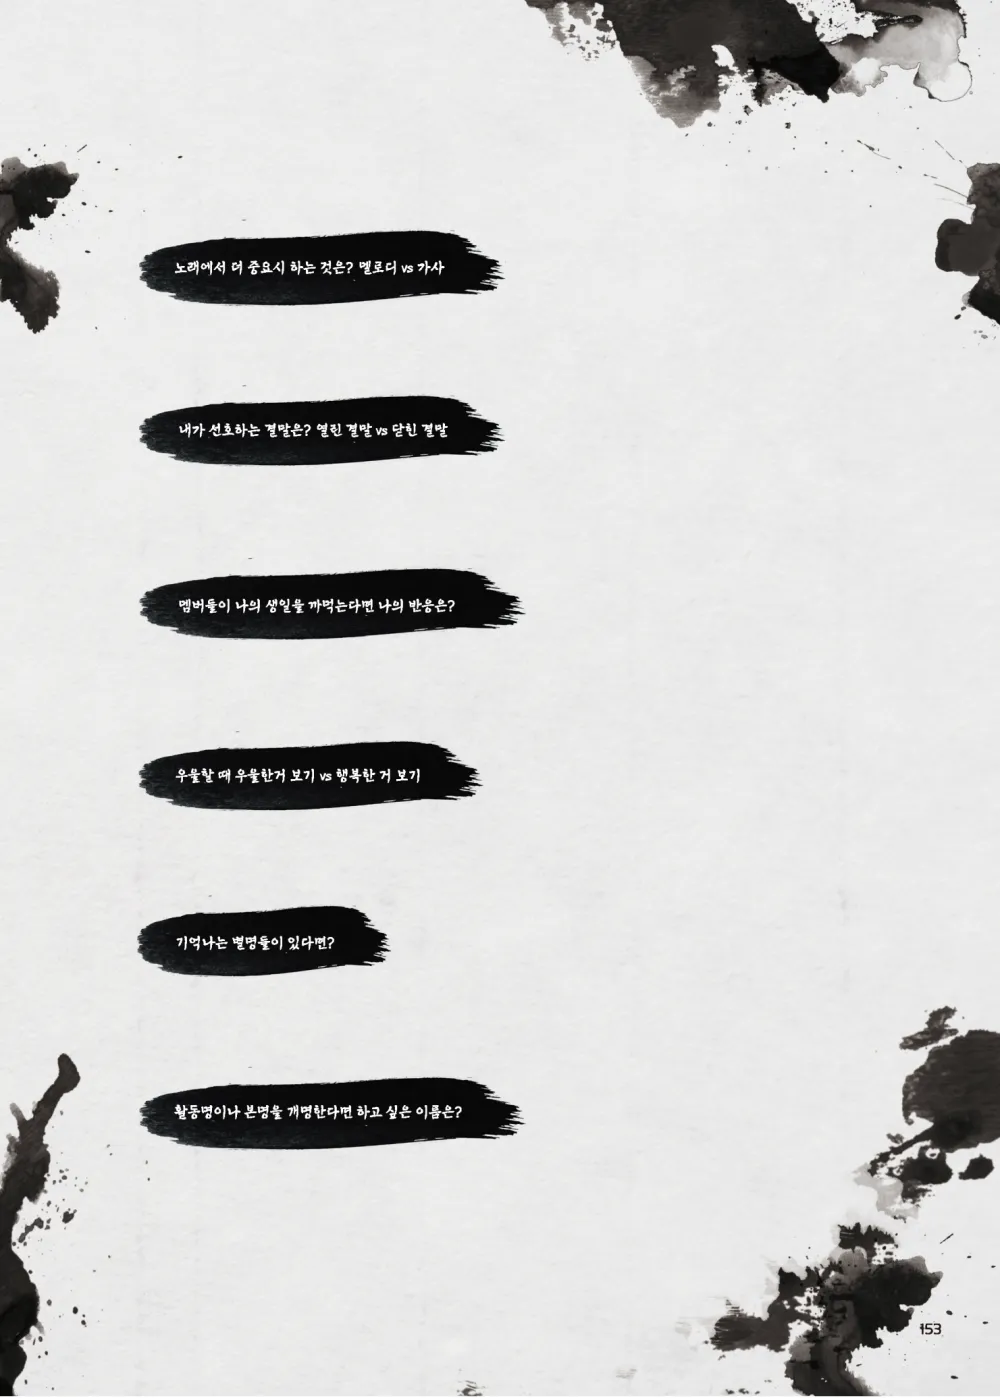 노래에서 더 중요시 하는 것은? 멜로디 vs 가사
내가 선호하는 결말은? 열린 결말 vs 닫힌 결말
멤버들이 나의 생일을 까먹는다면 나의 반응은?
우울할 때 우울한거 보기 vs 행복한 거 보기
기억나는 별명들이 있다면?
활동명이나 본명을 개명한다면 하고 싶은 이름은?
153